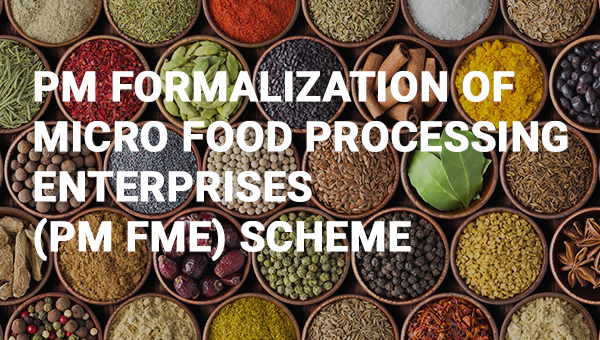 PM FORMALIZATION OF
MICRO FOOD PROCESSING
ENTERPRISES
(PM FME) SCHEME